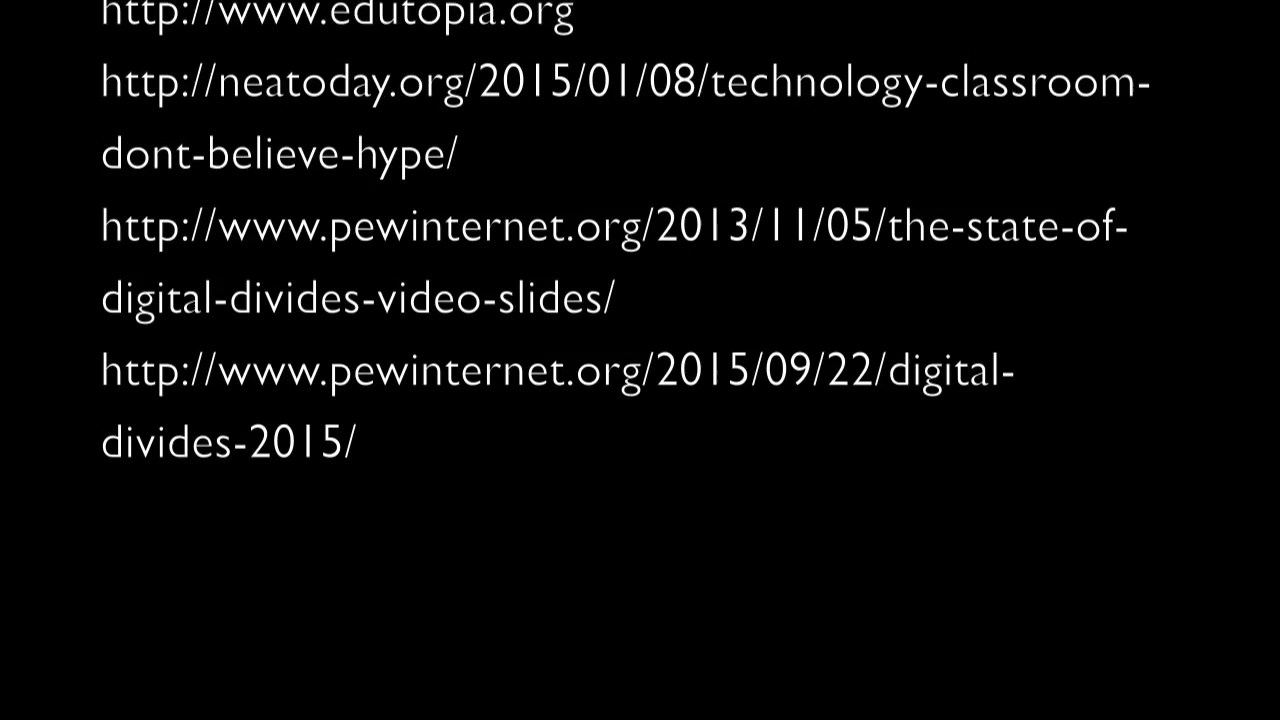 http://www.edutopia.org
http://neatoday.org/2015/01/08/technology-classroom-
dont-believe-hype/
http://www.pewinternet.org/2013/11/05/the-state-of-
digital-divides-video-slides/
http://www.pewinternet.org/2015/09/22/digital-
divides-2015/